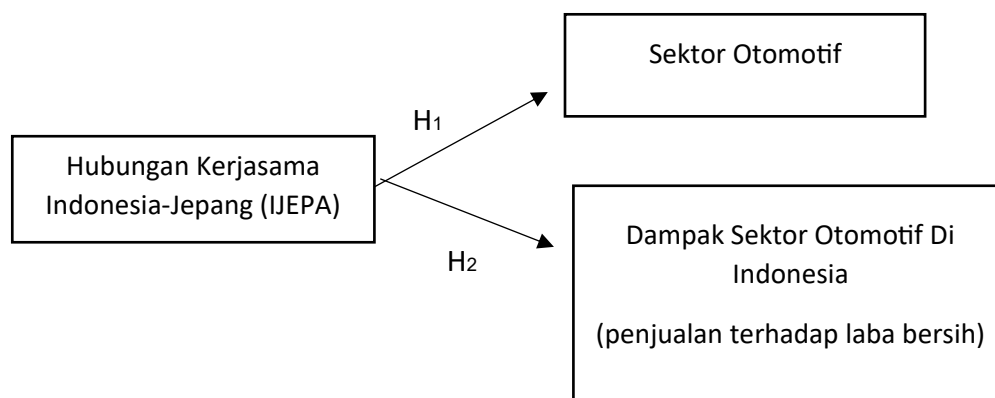 Sektor Otomotif
H1
Hubungan Kerjasama
Indonesia-Jepang (IJEPA)
H2
Dampak Sektor Otomotif Di
Indonesia
(penjualan terhadap laba bersih)